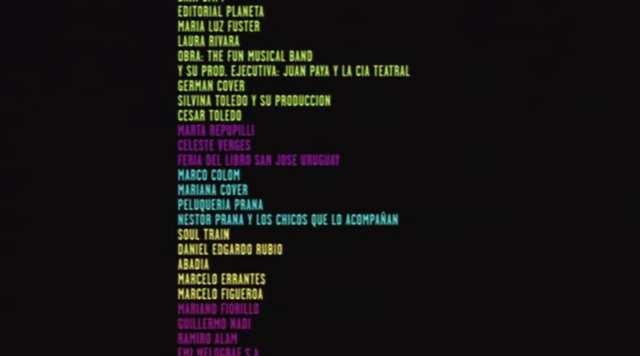 EDITORIAL PLANETA
MARIA LUZ FUSTER
LAURA RIVARA
OBRA: THE FUN MUSICAL BAND
Y SU PROD. EJECUTIVA: JUAN PAYA Y LA CIA TEATRAL
GERMAN COVER
SILVINA TOLEDO Y SU PRODUCCION
CESAR TOLEDO
MARTA REPUPILLI
CELESTE VERGES
FERIA DEL LIBRO SAN JOSE URUGUAY
MARCO COLOM
MARIANA COVER
PELUQUERIA PRANA
NESTOR PRANA Y LOS CHICOS QUE LO ACOMPAÑAN
SOUL TRAIN
DANIEL EDGARDO RUBIO
ABADIA
MARCELO ERRANTES
MARCELO FIGUEROA
MARIANO FIORILLO
GUILLERMO NADI
RAMIRO ALAM